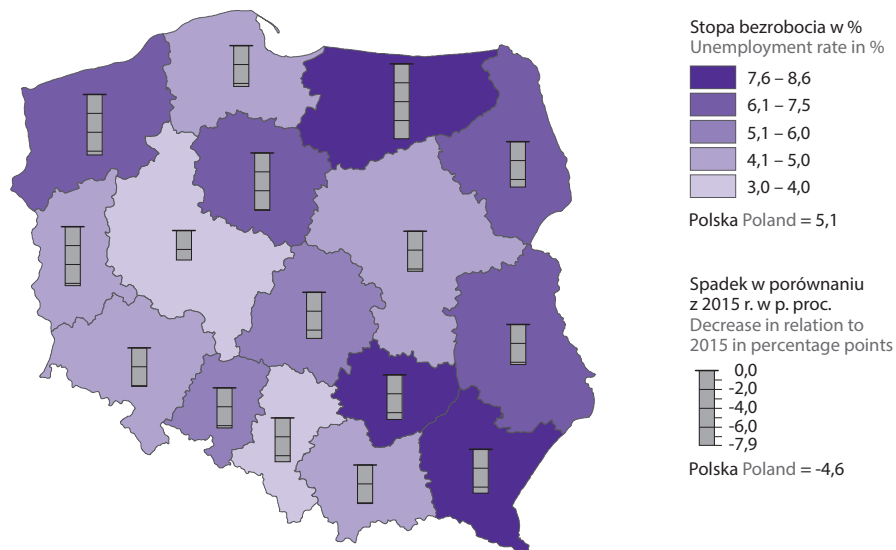 Stopa bezrobocia w %
Unemployment rate in %
7,6 – 8,6
6,1 – 7,5
5,1 – 6,0
4,1 – 5,0
3,0 – 4,0
Polska Poland = 5,1
Spadek w porównaniu
z 2015 r. w p. proc.
Decrease in relation to
2015 in percentage points
0,0
-2,0
-4,0
-6,0
-7,9
Polska Poland = -4,6